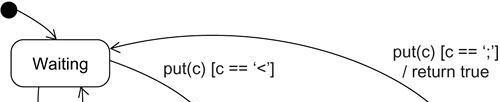 put(c) [c == ‘;’]
/ return true
Waiting
put(c) [c == ‘<’]